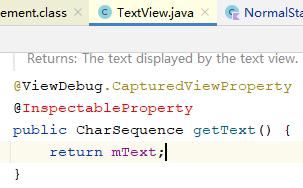 ement.class
TextView.java
NormalSta
Returns: The text displayed by the text view.
@ViewDebug.CapturedViewProperty
@InspectableProperty
public CharSequence getText() {
return mText;
}